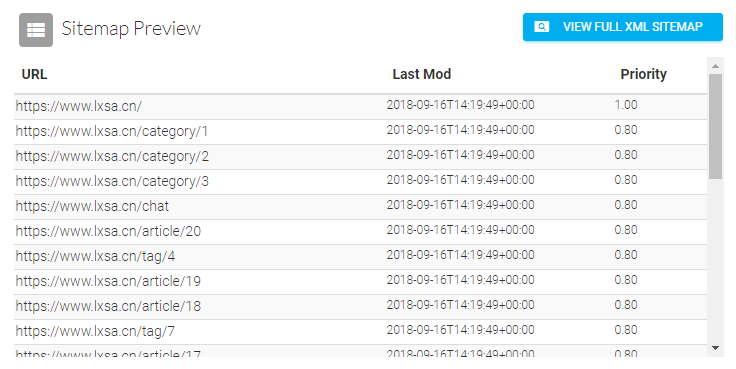 Sitemap Preview
VIEW FULL XML SITEMAP
URL Last Mod Priority
https://www.lxsa.cn/ 2018-09-16T14:19:49+00:00 1.00
https://www.lxsa.cn/category/1 2018-09-16T14:19:49+00:00 0.80
https://www.lxsa.cn/category/2 2018-09-16T14:19:49+00:00 0.80
https://www.lxsa.cn/category/3 2018-09-16T14:19:49+00:00 0.80
https://www.lxsa.cn/chat 2018-09-16T14:19:49+00:00 0.80
https://www.lxsa.cn/article/20 2018-09-16T14:19:49+00:00 0.80
https://www.lxsa.cn/tag/4 2018-09-16T14:19:49+00:00 0.80
https://www.lxsa.cn/article/19 2018-09-16T14:19:49+00:00 0.80
https://www.lxsa.cn/article/18 2018-09-16T14:19:49+00:00 0.80
https://www.lxsa.cn/tag/7 2018-09-16T14:19:49+00:00 0.80
https://www.lxsa.cn/article/17 2018-09-16T14:19:49+00:00 0.80